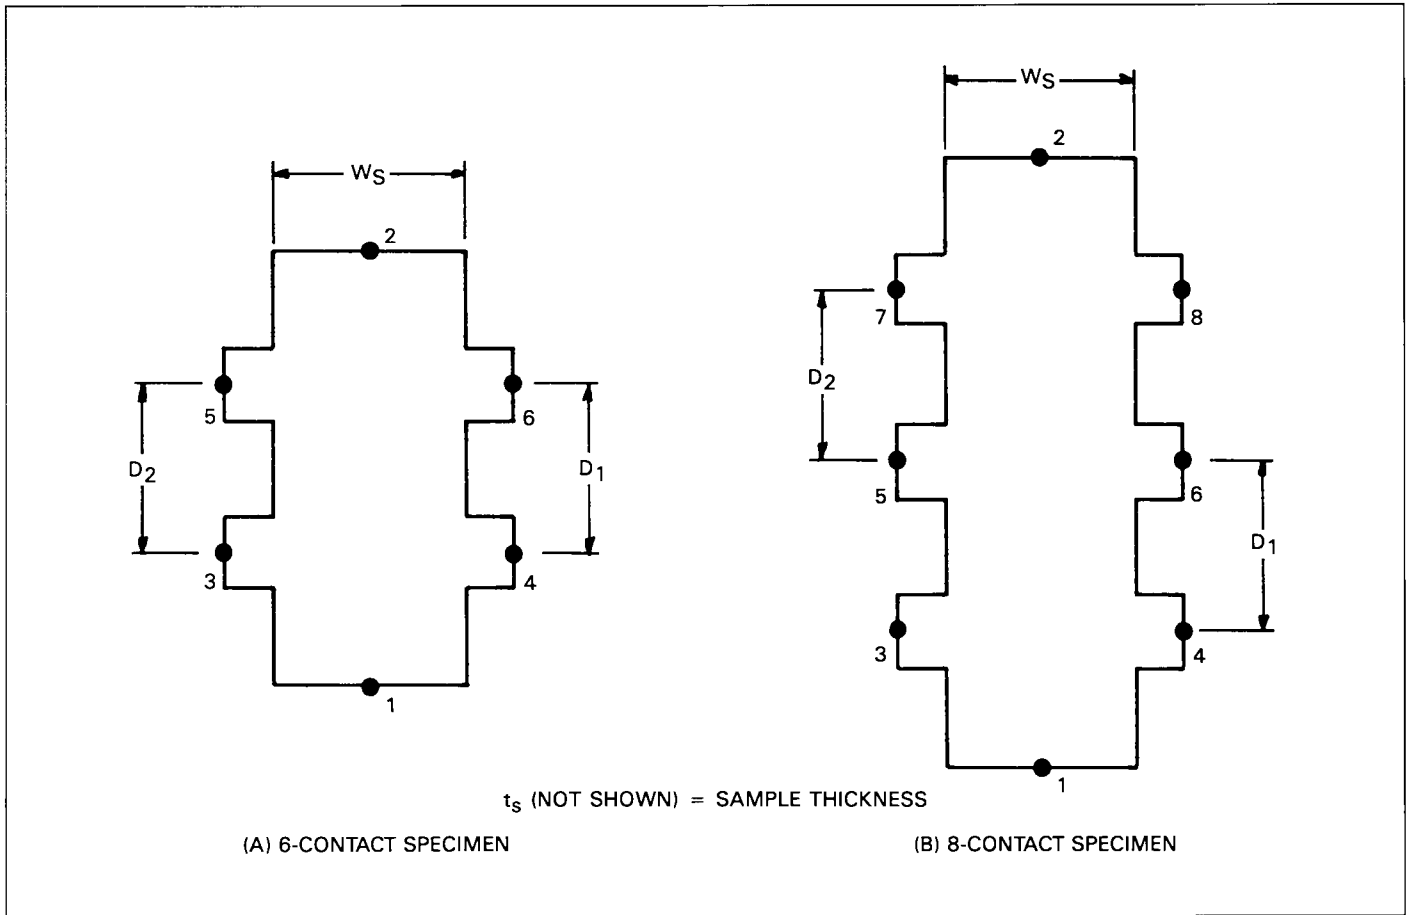 WS
2
5
6
D2
D1
3
4
1
WS
2
7
8
D2
5
6
D1
3
4
1
ts (NOT SHOWN) = SAMPLE THICKNESS
(A) 6-CONTACT SPECIMEN
(B) 8-CONTACT SPECIMEN